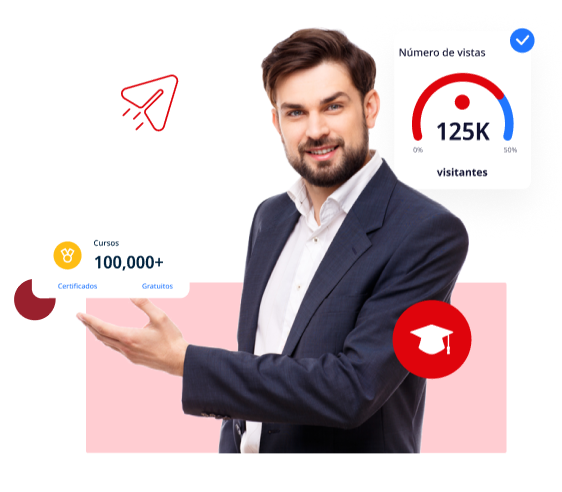 Número de vistas
125K
0%
50%
visitantes
Cursos
100,000+
Certificados
Gratuitos